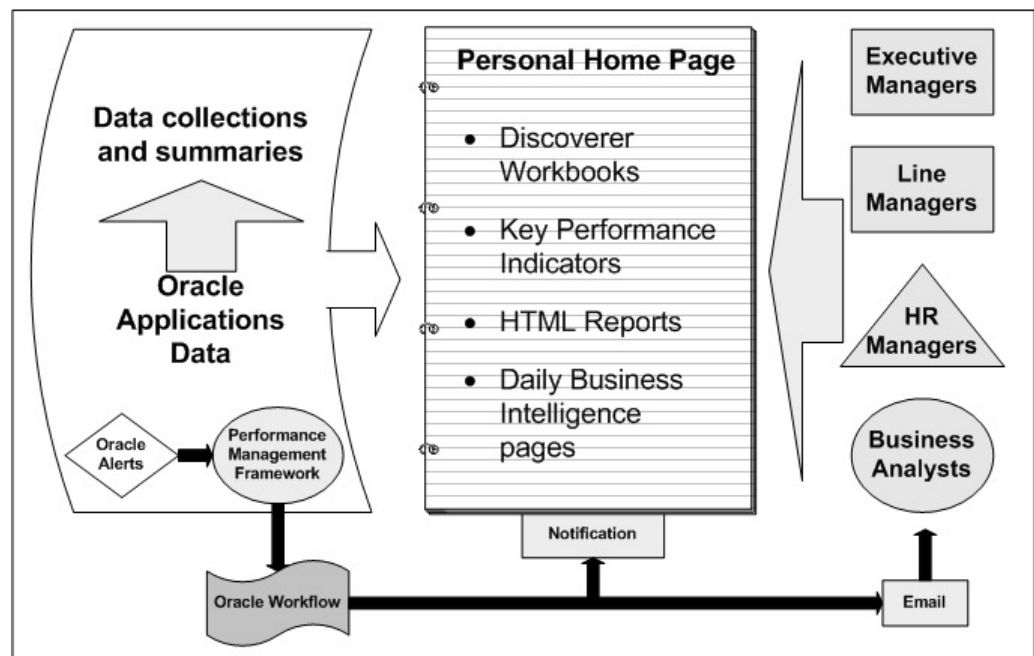 Data collections
and summaries
Oracle
Applications
Data
Oracle
Alerts
Performance
Management
Framework
Oracle Workflow
Personal Home Page
• Discoverer
Workbooks
• Key Performance
Indicators
• HTML Reports
• Daily Business
Intelligence
pages
Notification
Executive
Managers
Line
Managers
HR
Managers
Business
Analysts
Email